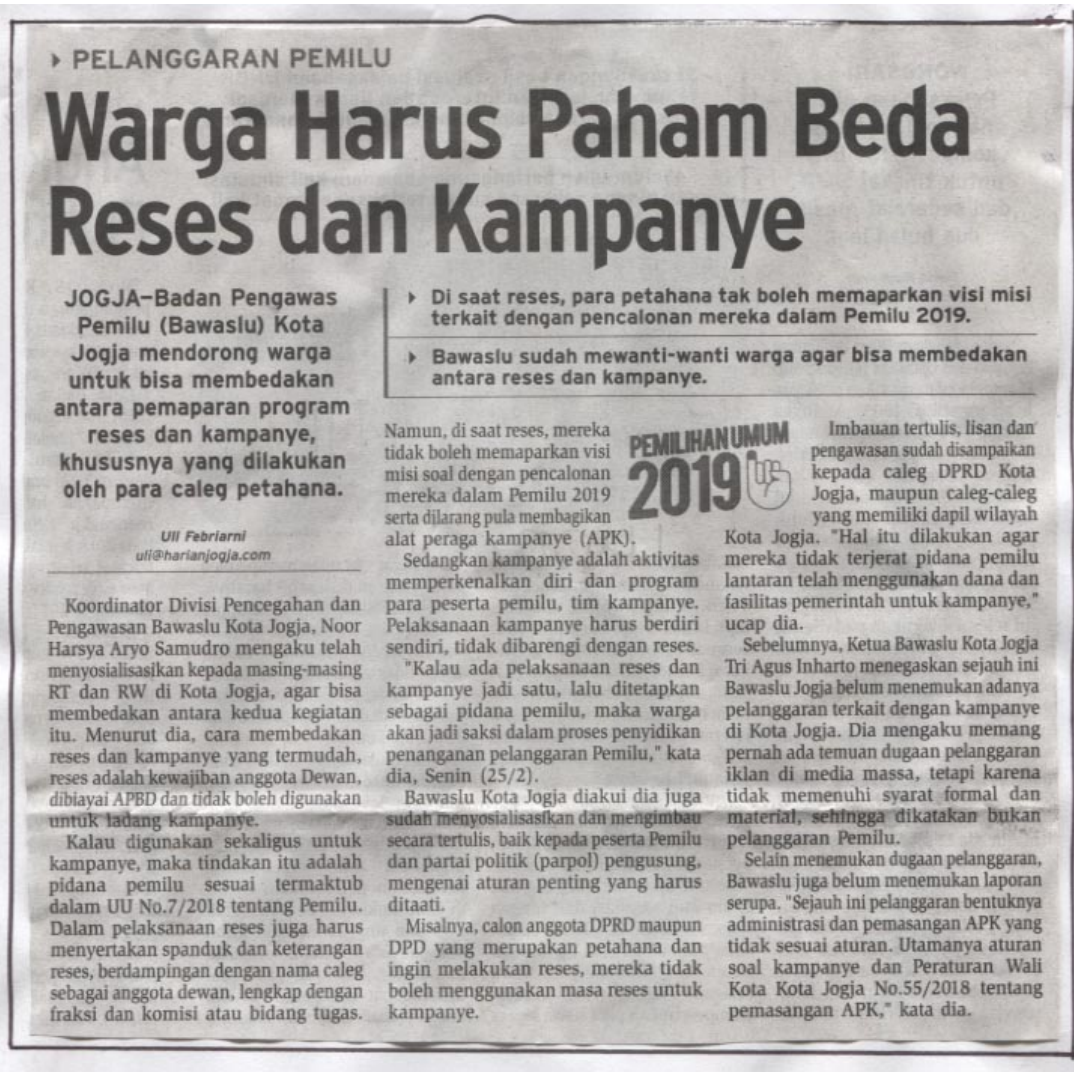 PELANGGARAN PEMILU
Warga Harus Paham Beda
Reses dan Kampanye
JOGJA—Badan Pengawas
Pemilu (Bawaslu) Kota
Jogja mendorong warga
untuk bisa membedakan
antara pemaparan program
reses dan kampanye,
khususnya yang dilakukan
oleh para caleg petahana.
Uli Febriarni
uli@harianjogja.com
Di saat reses, para petahana tak boleh memaparkan visi misi
terkait dengan pencalonan mereka dalam Pemilu 2019.
Bawaslu sudah mewanti-wanti warga agar bisa membedakan
antara reses dan kampanye.
Koordinator Divisi Pencegahan dan
Pengawasan Bawaslu Kota Jogja, Noor
Harsya Aryo Samudro mengaku telah
menyosialisasikan kepada masing-masing
RT dan RW di Kota Jogja, agar bisa
membedakan antara kedua kegiatan
itu. Menurut dia, cara membedakan
reses dan kampanye yang termudah,
reses adalah kewajiban anggota Dewan,
dibiayai APBD dan tidak boleh digunakan
untuk ladang kampanye.
Kalau digunakan sekaligus untuk
kampanye, maka tindakan itu adalah
pidana pemilu sesuai termaktub
dalam UU No.7/2018 tentang Pemilu.
Dalam pelaksanaan reses juga harus
menyertakan spanduk dan keterangan
reses, berdampingan dengan nama caleg
sebagai anggota dewan, lengkap dengan
fraksi dan komisi atau bidang tugas.
Namun, di saat reses, mereka
tidak boleh memaparkan visi
misi soal dengan pencalonan
mereka dalam Pemilu 2019
serta dilarang pula membagikan
alat peraga kampanye (APK).
Sedangkan kampanye adalah aktivitas
memperkenalkan diri dan program
para peserta pemilu, tim kampanye.
Pelaksanaan kampanye harus berdiri
sendiri, tidak dibarengi dengan reses.
"Kalau ada pelaksanaan reses dan
kampanye jadi satu, lalu ditetapkan
sebagai pidana pemilu, maka warga
akan jadi saksi dalam proses penyidikan
penanganan pelanggaran Pemilu," kata
dia, Senin (25/2).
Bawaslu Kota Jogja diakui dia juga
sudah menyosialisasikan dan mengimbau
secara tertulis, baik kepada peserta Pemilu
dan partai politik (parpol) pengusung,
mengenai aturan penting yang harus
ditaati.
Misalnya, calon anggota DPRD maupun
DPD yang merupakan petahana dan
ingin melakukan reses, mereka tidak
boleh menggunakan masa reses untuk
kampanye.
PEMILIHAN UMUM
2019
Imbauan tertulis, lisan dan
pengawasan sudah disampaikan
kepada caleg DPRD Kota
Jogja, maupun caleg-caleg
yang memiliki dapil wilayah
Kota Jogja. "Hal itu dilakukan agar
mereka tidak terjerat pidana pemilu
lantaran telah menggunakan dana dan
fasilitas pemerintah untuk kampanye,"
ucap dia.
Sebelumnya, Ketua Bawaslu Kota Jogja
Tri Agus Inharto menegaskan sejauh ini
Bawaslu Jogja belum menemukan adanya
pelanggaran terkait dengan kampanye
di Kota Jogja. Dia mengaku memang
pernah ada temuan dugaan pelanggaran
iklan di media massa, tetapi karena
tidak memenuhi syarat formal dan
material, sehingga dikatakan bukan
pelanggaran Pemilu.
Selain menemukan dugaan pelanggaran,
Bawaslu juga belum menemukan laporan
serupa. "Sejauh ini pelanggaran bentuknya
administrasi dan pemasangan APK yang
tidak sesuai aturan. Utamanya aturan
soal kampanye dan Peraturan Wali
Kota Kota Jogja No.55/2018 tentang
pemasangan APK," kata dia.